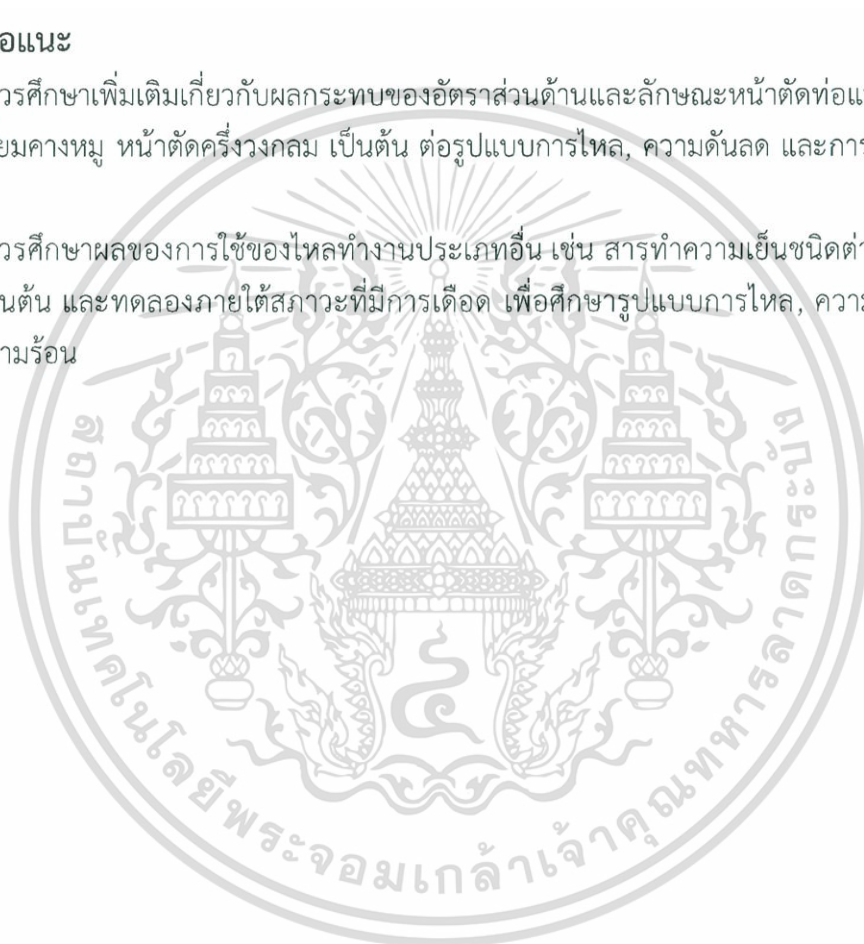 อแนะ
วรศึกษาเพิ่มเติมเกี่ยวกับผลกระทบของอัตราส่วนด้านและลักษณะหน้าตัดท่อแ
ยมคางหมู หน้าตัดครึ่งวงกลม เป็นต้น ต่อรูปแบบการไหล, ความดันลด และการ
วรศึกษาผลของการใช้ของไหลทำงานประเภทอื่น เช่น สารทำความเย็นชนิดต่า
นต้น และทดลองภายใต้สภาวะที่มีการเดือด เพื่อศึกษารูปแบบการไหล, ควา
ามร้อน
สถาบันเทคโนโลยีพระจอมเกล้าเจ้าคุณทหารลาดกระบัง